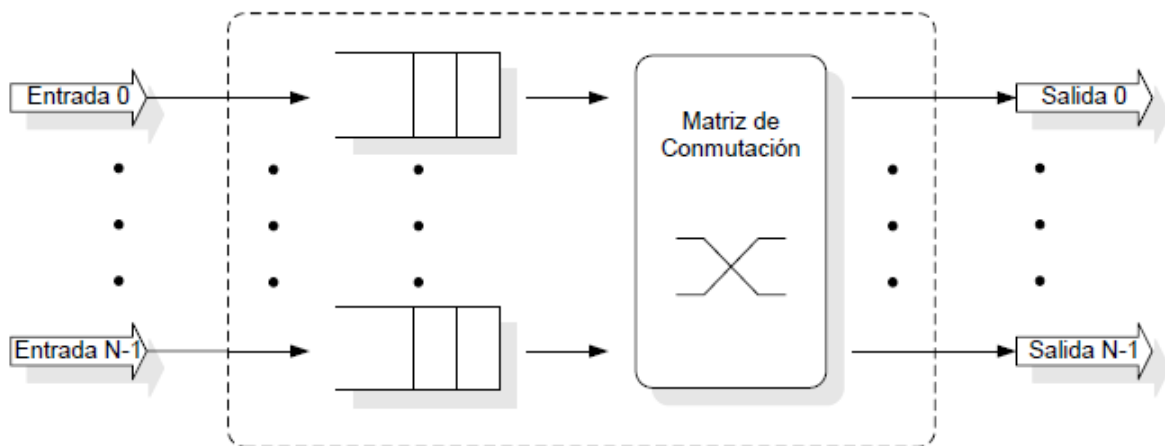 Entrada 0
Salida 0
Matriz de
Conmutación
Entrada N-1
Salida N-1